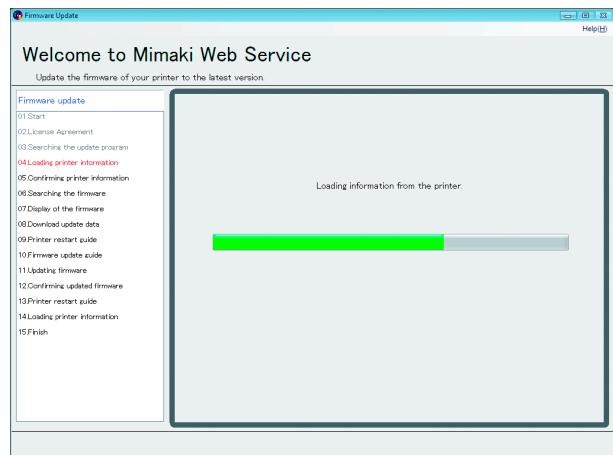 Firmware Update
Help(H)
Welcome to Mimaki Web Service
Update the firmware of your printer to the latest version.
Firmware update
01.Start
02.License Agreement
03.Searching the update program
04.Loading printer information
05.Confirming printer information
06.Searching the firmware
07.Display of the firmware
08.Download update data
09.Printer restart guide
10.Firmware update guide
11.Updating firmware
12.Confirming updated firmware
13.Printer restart guide
14.Loading printer information
15.Finish
Loading information from the printer.